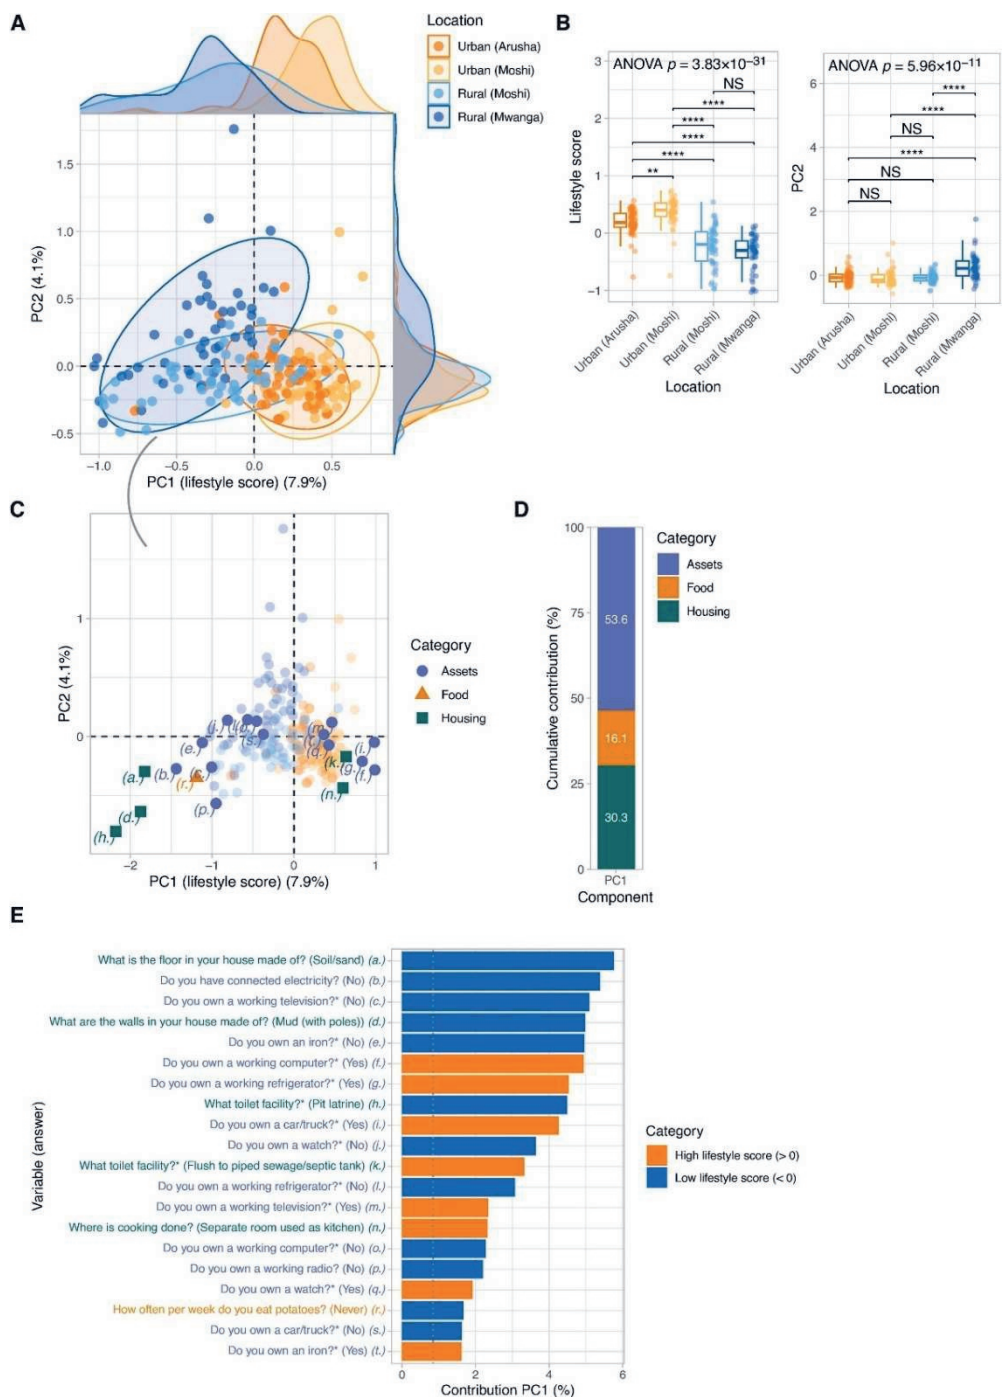 A
Location
Urban (Arusha)
Urban (Moshi)
Rural (Moshi)
Rural (Mwanga)
1.5
1.0
0.5
0.0
−0.5
PC2 (4.1%)
−1.0
−0.5
0.0
0.5
PC1 (lifestyle score) (7.9%)
B
ANOVA p = 3.83×10−31
NS
****
****
****
****
**
3
2
1
0
−1
Lifestyle score
Urban (Arusha)
Urban (Moshi)
Rural (Moshi)
Rural (Mwanga)
Location
ANOVA p = 5.96×10−11
****
****
NS
****
NS
NS
6
4
2
0
PC2
Urban (Arusha)
Urban (Moshi)
Rural (Moshi)
Rural (Mwanga)
Location
C
1
0
PC2 (4.1%)
(j.)
(e.)
(s.)
(a.)
(b.)
(r.)
(p.)
(d.)
(h.)
(m.)
(q.)
(i.)
(k.)
(g.)
(f.)
(n.)
−2
−1
0
1
PC1 (lifestyle score) (7.9%)
Category
Assets
Food
Housing
D
100
75
50
25
0
Cumulative contribution (%)
53.6
16.1
30.3
PC1
Component
Category
Assets
Food
Housing
E
Variable (answer)
What is the floor in your house made of? (Soil/sand) (a.)
Do you have connected electricity? (No) (b.)
Do you own a working television?* (No) (c.)
What are the walls in your house made of? (Mud (with poles)) (d.)
Do you own an iron?* (No) (e.)
Do you own a working computer?* (Yes) (f.)
Do you own a working refrigerator?* (Yes) (g.)
What toilet facility?* (Pit latrine) (h.)
Do you own a car/truck?* (Yes) (i.)
Do you own a watch?* (No) (j.)
What toilet facility?* (Flush to piped sewage/septic tank) (k.)
Do you own a working refrigerator?* (No) (l.)
Do you own a working television?* (Yes) (m.)
Where is cooking done? (Separate room used as kitchen) (n.)
Do you own a working computer?* (No) (o.)
Do you own a working radio? (No) (p.)
Do you own a watch?* (Yes) (q.)
How often per week do you eat potatoes? (Never) (r.)
Do you own a car/truck?* (No) (s.)
Do you own an iron?* (Yes) (t.)
0
2
4
6
Contribution PC1 (%)
Category
High lifestyle score (> 0)
Low lifestyle score (< 0)